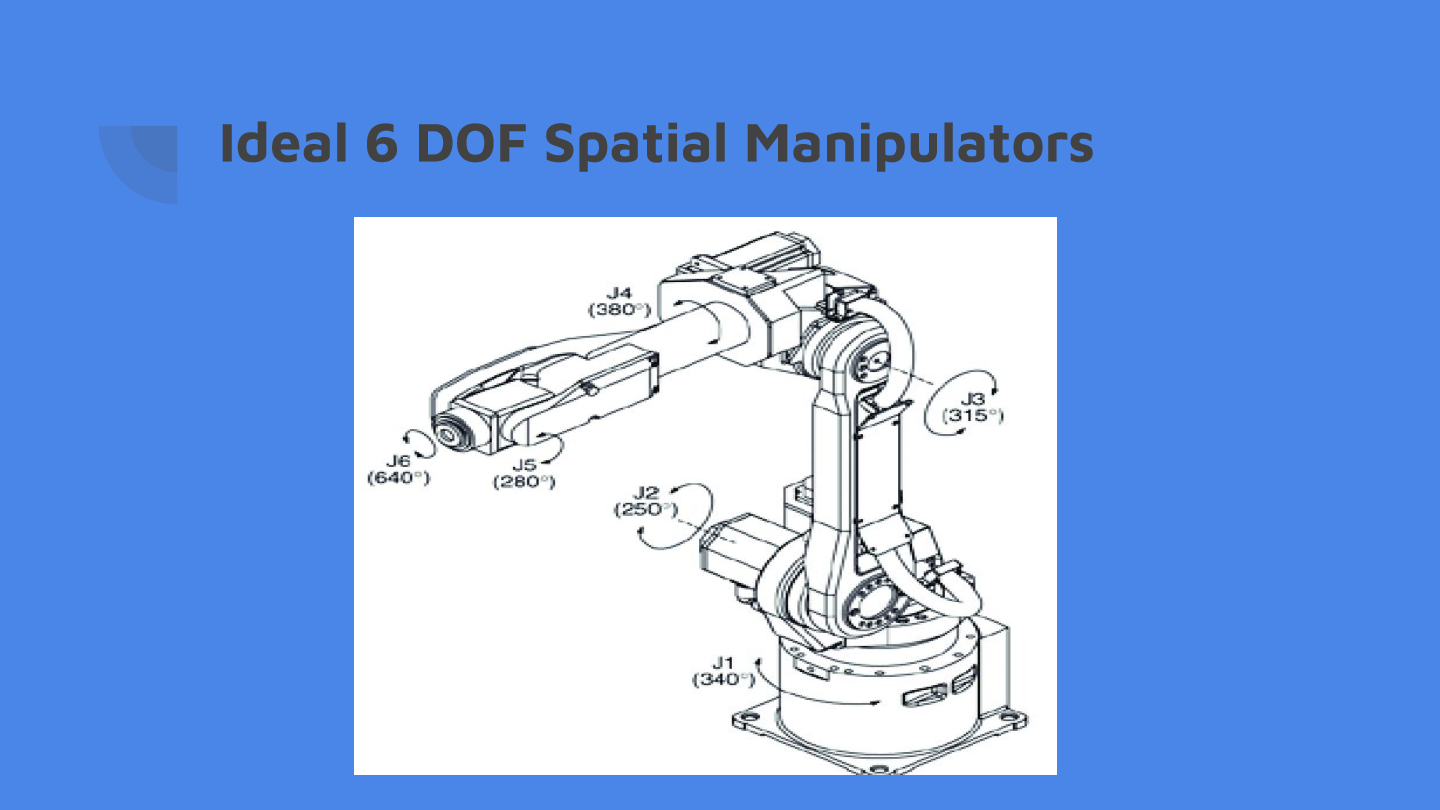 Ideal 6 DOF Spatial Manipulators
J4
(380°)
J3
(315°)
J6
(640°)
J5
(280°)
J2
(250°)
J1
(340°)